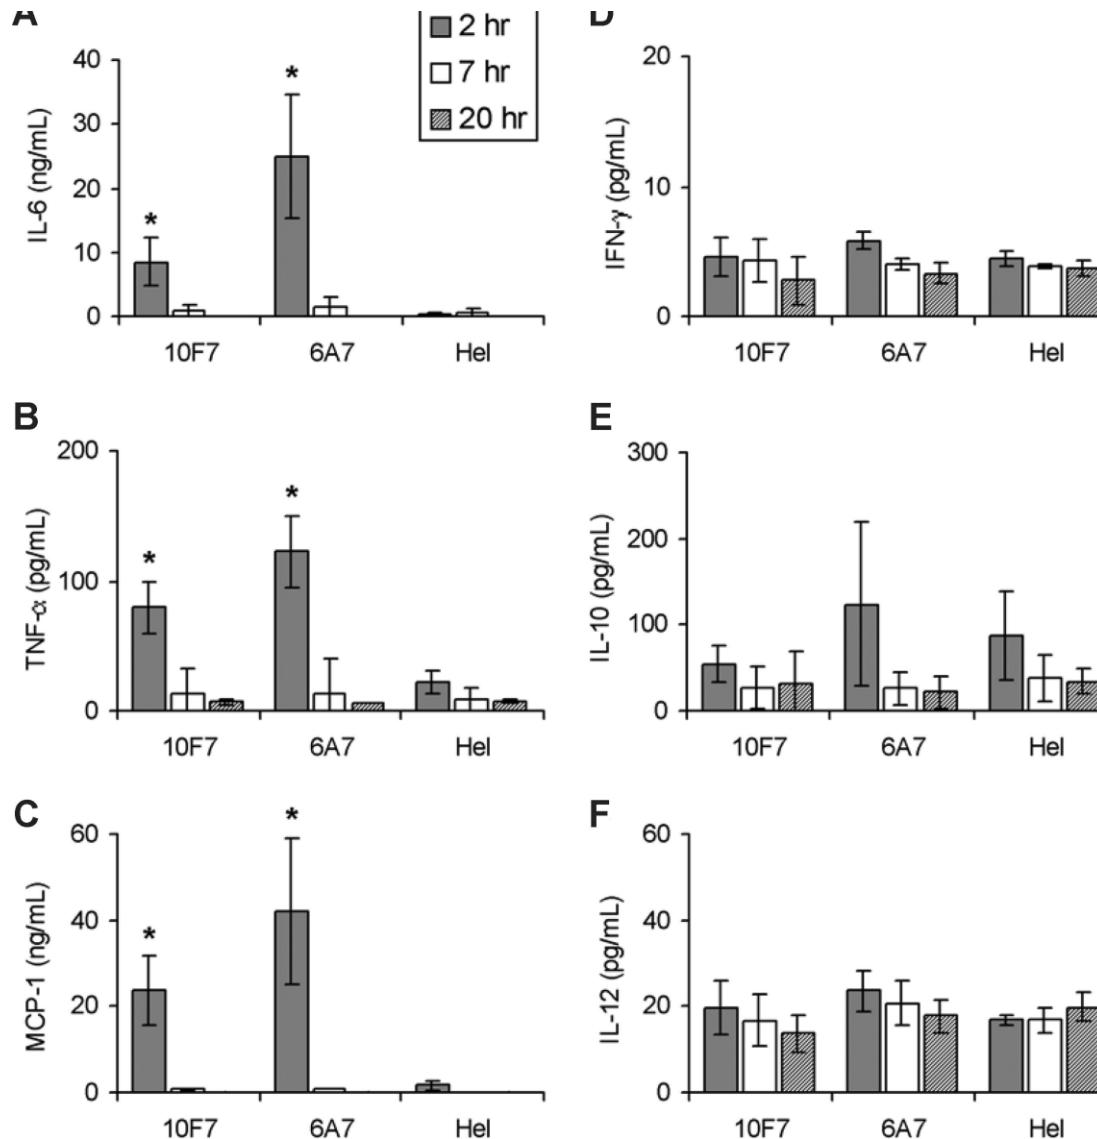 A
2 hr
7 hr
20 hr
IL-6 (ng/mL)
40
30
20
10
0
*
*
10F7
6A7
Hel
B
TNF-α (pg/mL)
200
100
0
*
*
10F7
6A7
Hel
C
MCP-1 (ng/mL)
60
40
20
0
*
*
10F7
6A7
Hel
D
IFN-γ (pg/mL)
20
10
0
10F7
6A7
Hel
E
IL-10 (pg/mL)
300
200
100
0
10F7
6A7
Hel
F
IL-12 (pg/mL)
60
40
20
0
10F7
6A7
Hel